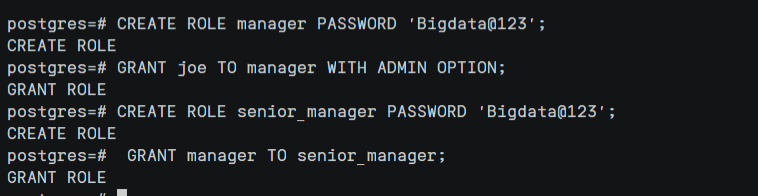 postgres=# CREATE ROLE manager PASSWORD 'Bigdata@123';
CREATE ROLE
postgres=# GRANT joe TO manager WITH ADMIN OPTION;
GRANT ROLE
postgres=# CREATE ROLE senior_manager PASSWORD 'Bigdata@123';
CREATE ROLE
postgres=#  GRANT manager TO senior_manager;
GRANT ROLE
postgres=#